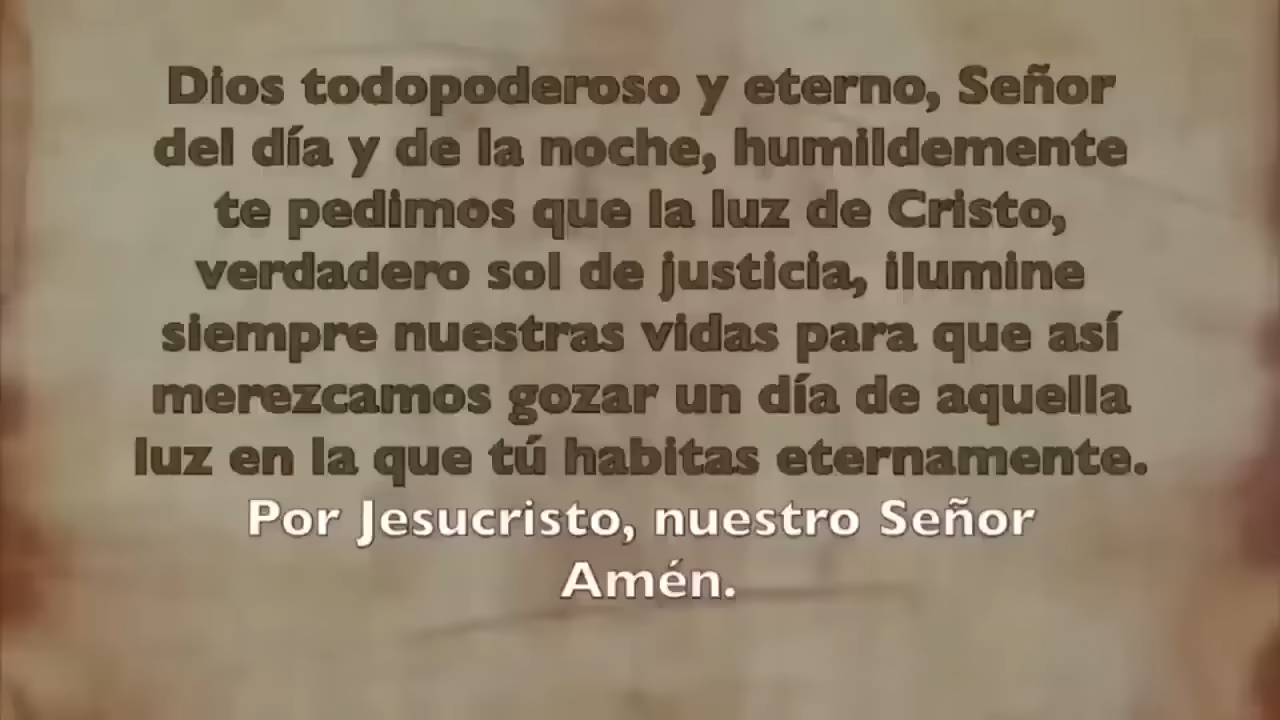 Dios todopoderoso y eterno, Señor
del día y de la noche, humildemente
te pedimos que la luz de Cristo,
verdadero sol de justicia, ilumine
siempre nuestras vidas para que así
merezcamos gozar un día de aquella
luz en la que tú habitas eternamente.
Por Jesucristo, nuestro Señor
Amén.